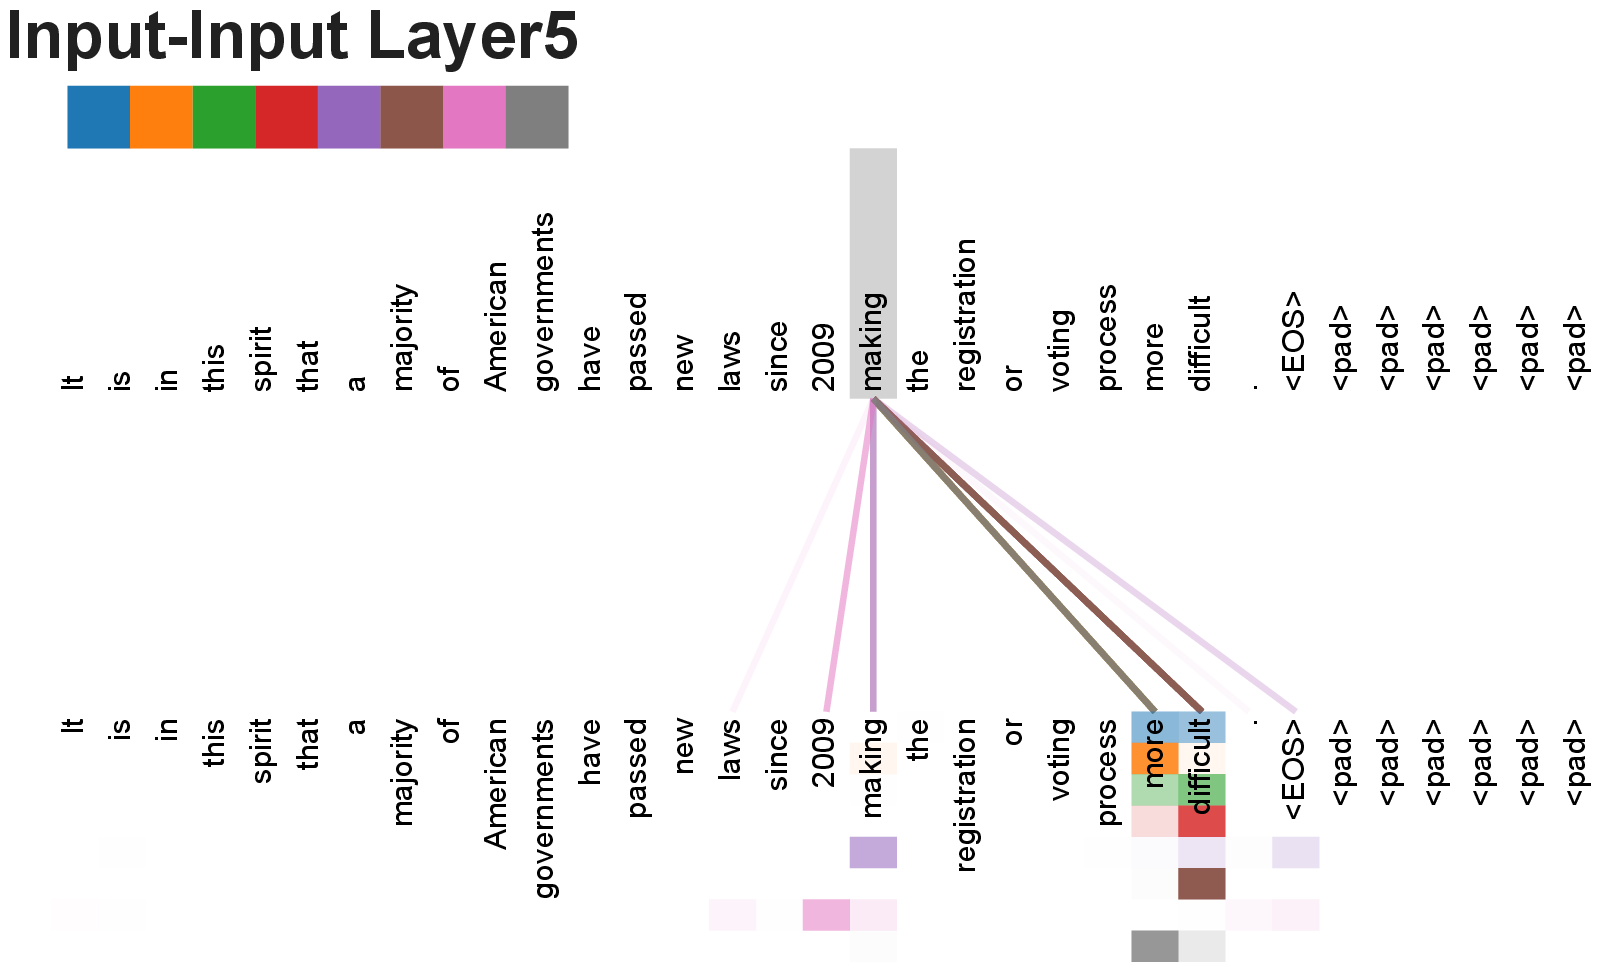 Input-Input Layer5
It is in this spirit that a majority of American governments have passed new laws since 2009 making the registration or voting process more difficult . <EOS> <pad> <pad> <pad> <pad> <pad> <pad>
It is in this spirit that a majority of American governments have passed new laws since 2009 making the registration or voting process more difficult . <EOS> <pad> <pad> <pad> <pad> <pad> <pad>